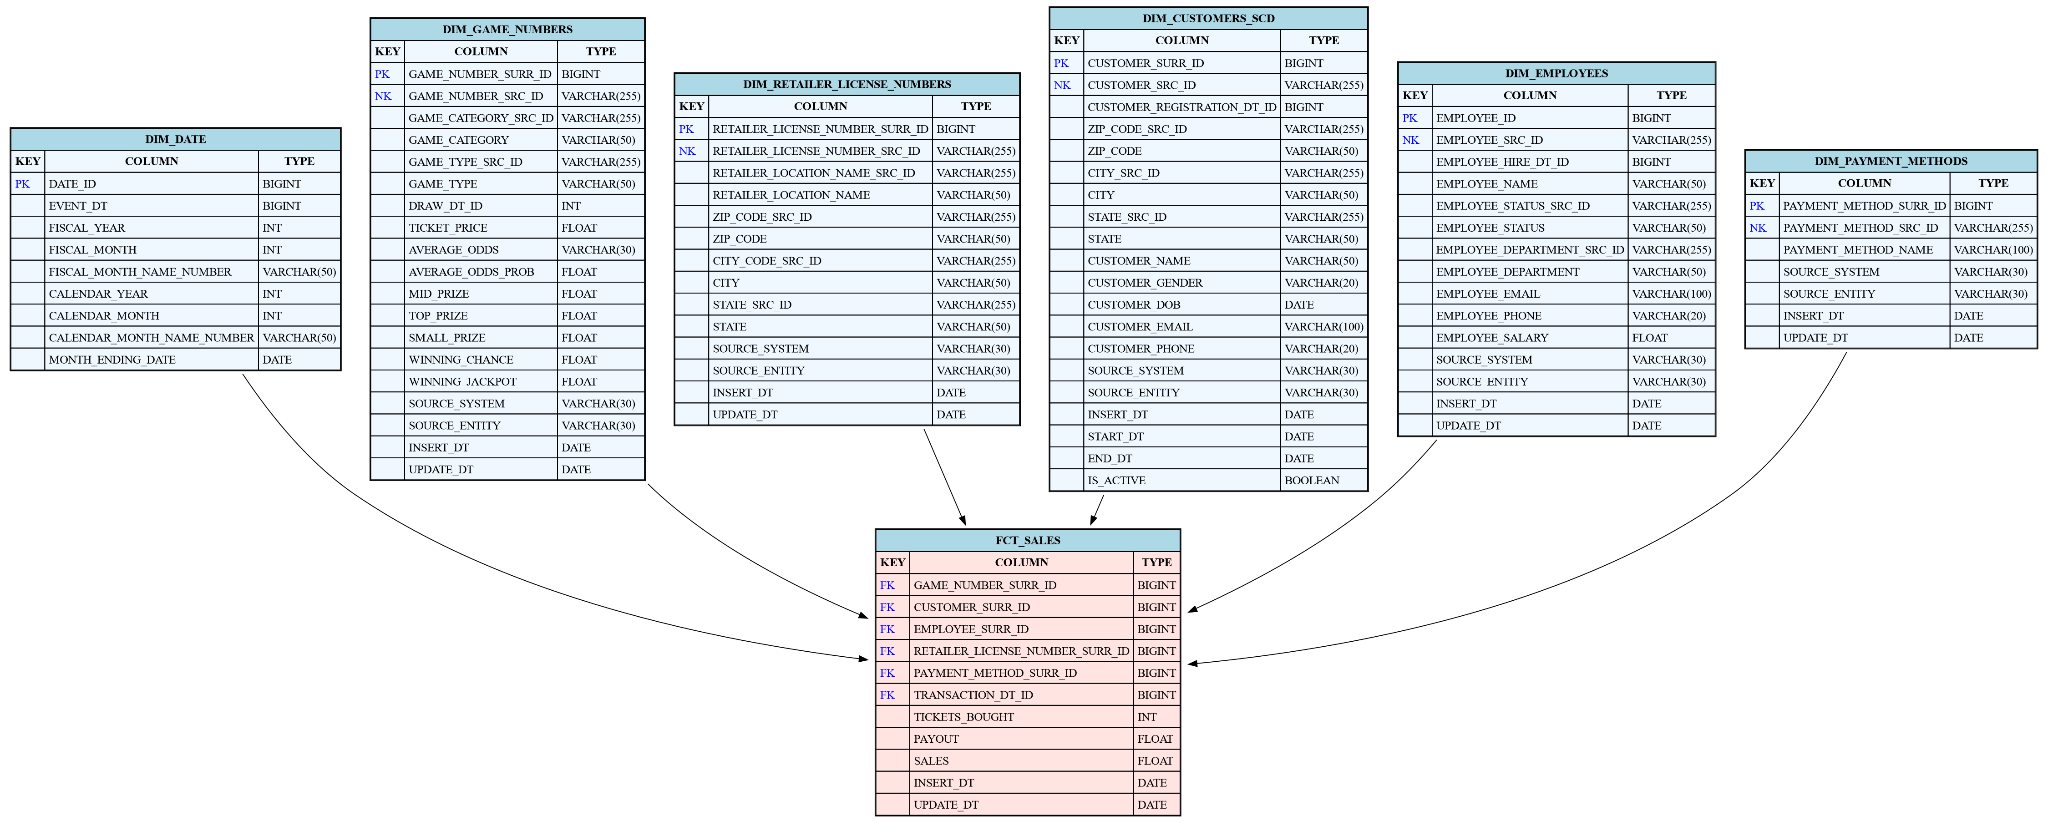 DIM_DATE
KEY COLUMN TYPE
PK DATE_ID BIGINT
EVENT_DT BIGINT
FISCAL_YEAR INT
FISCAL_MONTH INT
FISCAL_MONTH_NAME_NUMBER VARCHAR(50)
CALENDAR_YEAR INT
CALENDAR_MONTH INT
CALENDAR_MONTH_NAME_NUMBER VARCHAR(50)
MONTH_ENDING_DATE DATE
DIM_GAME_NUMBERS
KEY COLUMN TYPE
PK GAME_NUMBER_SURR_ID BIGINT
NK GAME_NUMBER_SRC_ID VARCHAR(255)
GAME_CATEGORY_SRC_ID VARCHAR(255)
GAME_CATEGORY VARCHAR(50)
GAME_TYPE_SRC_ID VARCHAR(255)
GAME_TYPE VARCHAR(50)
DRAW_DT_ID INT
TICKET_PRICE FLOAT
AVERAGE_ODDS VARCHAR(30)
AVERAGE_ODDS_PROB FLOAT
MID_PRIZE FLOAT
TOP_PRIZE FLOAT
SMALL_PRIZE FLOAT
WINNING_CHANCE FLOAT
WINNING_JACKPOT FLOAT
SOURCE_SYSTEM VARCHAR(30)
SOURCE_ENTITY VARCHAR(30)
INSERT_DT DATE
UPDATE_DT DATE
DIM_RETAILER_LICENSE_NUMBERS
KEY COLUMN TYPE
PK RETAILER_LICENSE_NUMBER_SURR_ID BIGINT
NK RETAILER_LICENSE_NUMBER_SRC_ID VARCHAR(255)
RETAILER_LOCATION_NAME_SRC_ID VARCHAR(255)
RETAILER_LOCATION_NAME VARCHAR(50)
ZIP_CODE_SRC_ID VARCHAR(255)
ZIP_CODE VARCHAR(50)
CITY_CODE_SRC_ID VARCHAR(255)
CITY VARCHAR(50)
STATE_SRC_ID VARCHAR(255)
STATE VARCHAR(50)
SOURCE_SYSTEM VARCHAR(30)
SOURCE_ENTITY VARCHAR(30)
INSERT_DT DATE
UPDATE_DT DATE
DIM_CUSTOMERS_SCD
KEY COLUMN TYPE
PK CUSTOMER_SURR_ID BIGINT
NK CUSTOMER_SRC_ID VARCHAR(255)
CUSTOMER_REGISTRATION_DT_ID BIGINT
ZIP_CODE_SRC_ID VARCHAR(255)
ZIP_CODE VARCHAR(50)
CITY_SRC_ID VARCHAR(255)
CITY VARCHAR(50)
STATE_SRC_ID VARCHAR(255)
STATE VARCHAR(50)
CUSTOMER_NAME VARCHAR(50)
CUSTOMER_GENDER VARCHAR(20)
CUSTOMER_DOB DATE
CUSTOMER_EMAIL VARCHAR(100)
CUSTOMER_PHONE VARCHAR(20)
SOURCE_SYSTEM VARCHAR(30)
SOURCE_ENTITY VARCHAR(30)
INSERT_DT DATE
START_DT DATE
END_DT DATE
IS_ACTIVE BOOLEAN
DIM_EMPLOYEES
KEY COLUMN TYPE
PK EMPLOYEE_ID BIGINT
NK EMPLOYEE_SRC_ID VARCHAR(255)
EMPLOYEE_HIRE_DT_ID BIGINT
EMPLOYEE_NAME VARCHAR(50)
EMPLOYEE_STATUS_SRC_ID VARCHAR(255)
EMPLOYEE_STATUS VARCHAR(50)
EMPLOYEE_DEPARTMENT_SRC_ID VARCHAR(255)
EMPLOYEE_DEPARTMENT VARCHAR(50)
EMPLOYEE_EMAIL VARCHAR(100)
EMPLOYEE_PHONE VARCHAR(20)
EMPLOYEE_SALARY FLOAT
SOURCE_SYSTEM VARCHAR(30)
SOURCE_ENTITY VARCHAR(30)
INSERT_DT DATE
UPDATE_DT DATE
DIM_PAYMENT_METHODS
KEY COLUMN TYPE
PK PAYMENT_METHOD_SURR_ID BIGINT
NK PAYMENT_METHOD_SRC_ID VARCHAR(255)
PAYMENT_METHOD_NAME VARCHAR(100)
SOURCE_SYSTEM VARCHAR(30)
SOURCE_ENTITY VARCHAR(30)
INSERT_DT DATE
UPDATE_DT DATE
FCT_SALES
KEY COLUMN TYPE
FK GAME_NUMBER_SURR_ID BIGINT
FK CUSTOMER_SURR_ID BIGINT
FK EMPLOYEE_SURR_ID BIGINT
FK RETAILER_LICENSE_NUMBER_SURR_ID BIGINT
FK PAYMENT_METHOD_SURR_ID BIGINT
FK TRANSACTION_DT_ID BIGINT
TICKETS_BOUGHT INT
PAYOUT FLOAT
SALES FLOAT
INSERT_DT DATE
UPDATE_DT DATE